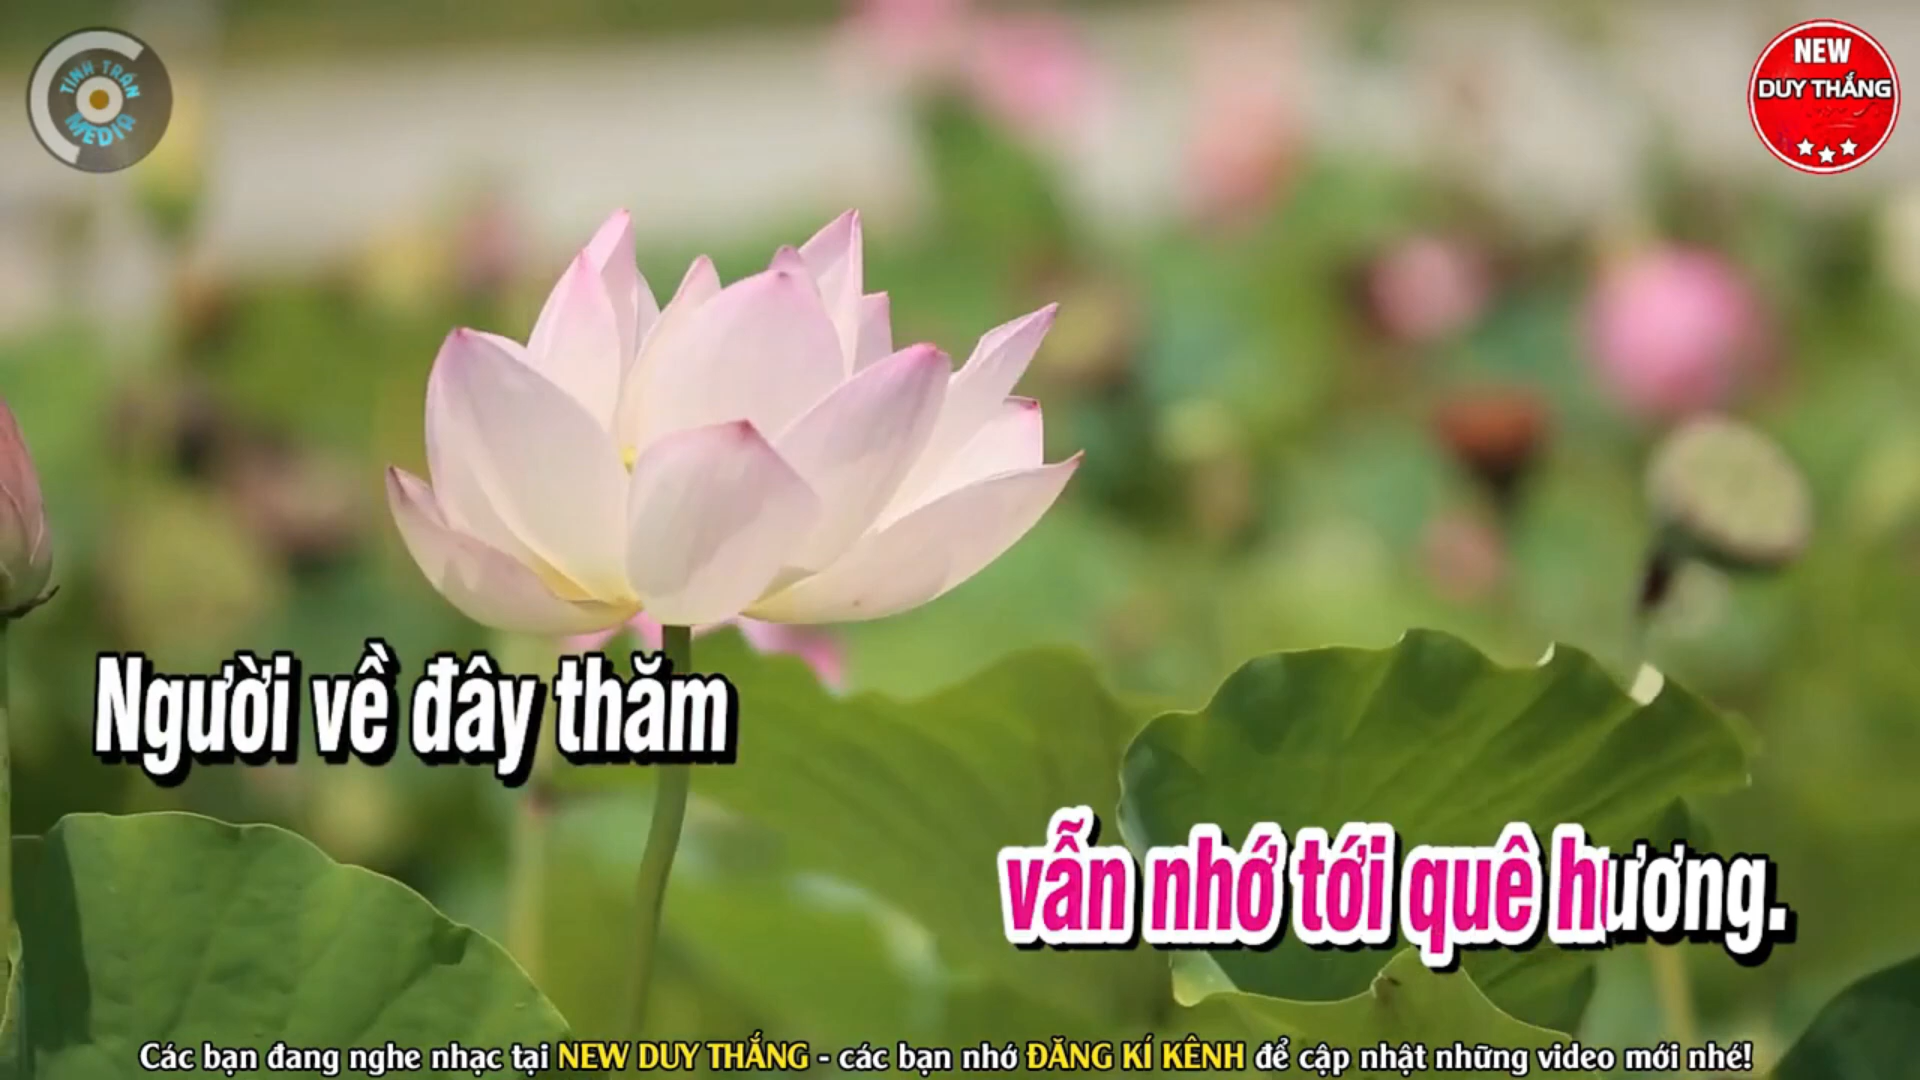 TÌNH TRẦN
MEDIA
NEW
DUY THẮNG
Người về đây thăm
vẫn nhớ tới quê hương.
Các bạn đang nghe nhạc tại NEW DUY THẮNG - các bạn nhớ ĐĂNG KÍ KÊNH để cập nhật những video mới nhé!